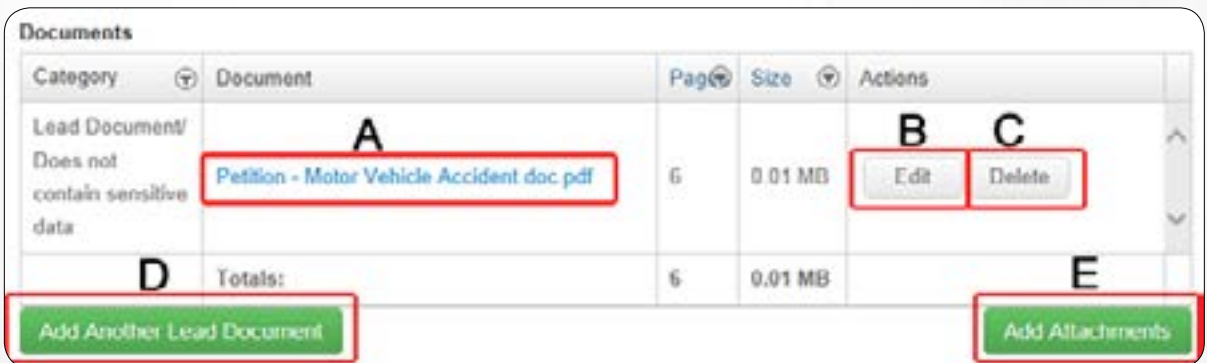 Documents
Category Document Pages Size Actions
Lead Document/
Does not
contain sensitive
data
A
Petition - Motor Vehicle Accident doc pdf
6
0.01 MB
B
Edit
C
Delete
D
Totals: 6 0.01 MB
E
Add Another Lead Document
Add Attachments